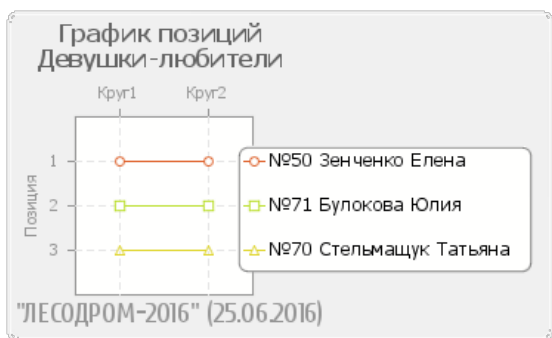 График позиций
Девушки-любители
Круг1 Круг2
Позиция
1
2
3
№50 Зенченко Елена
№71 Булокова Юлия
№70 Стельмащук Татьяна
"ЛЕСОДРОМ-2016" (25.06.2016)